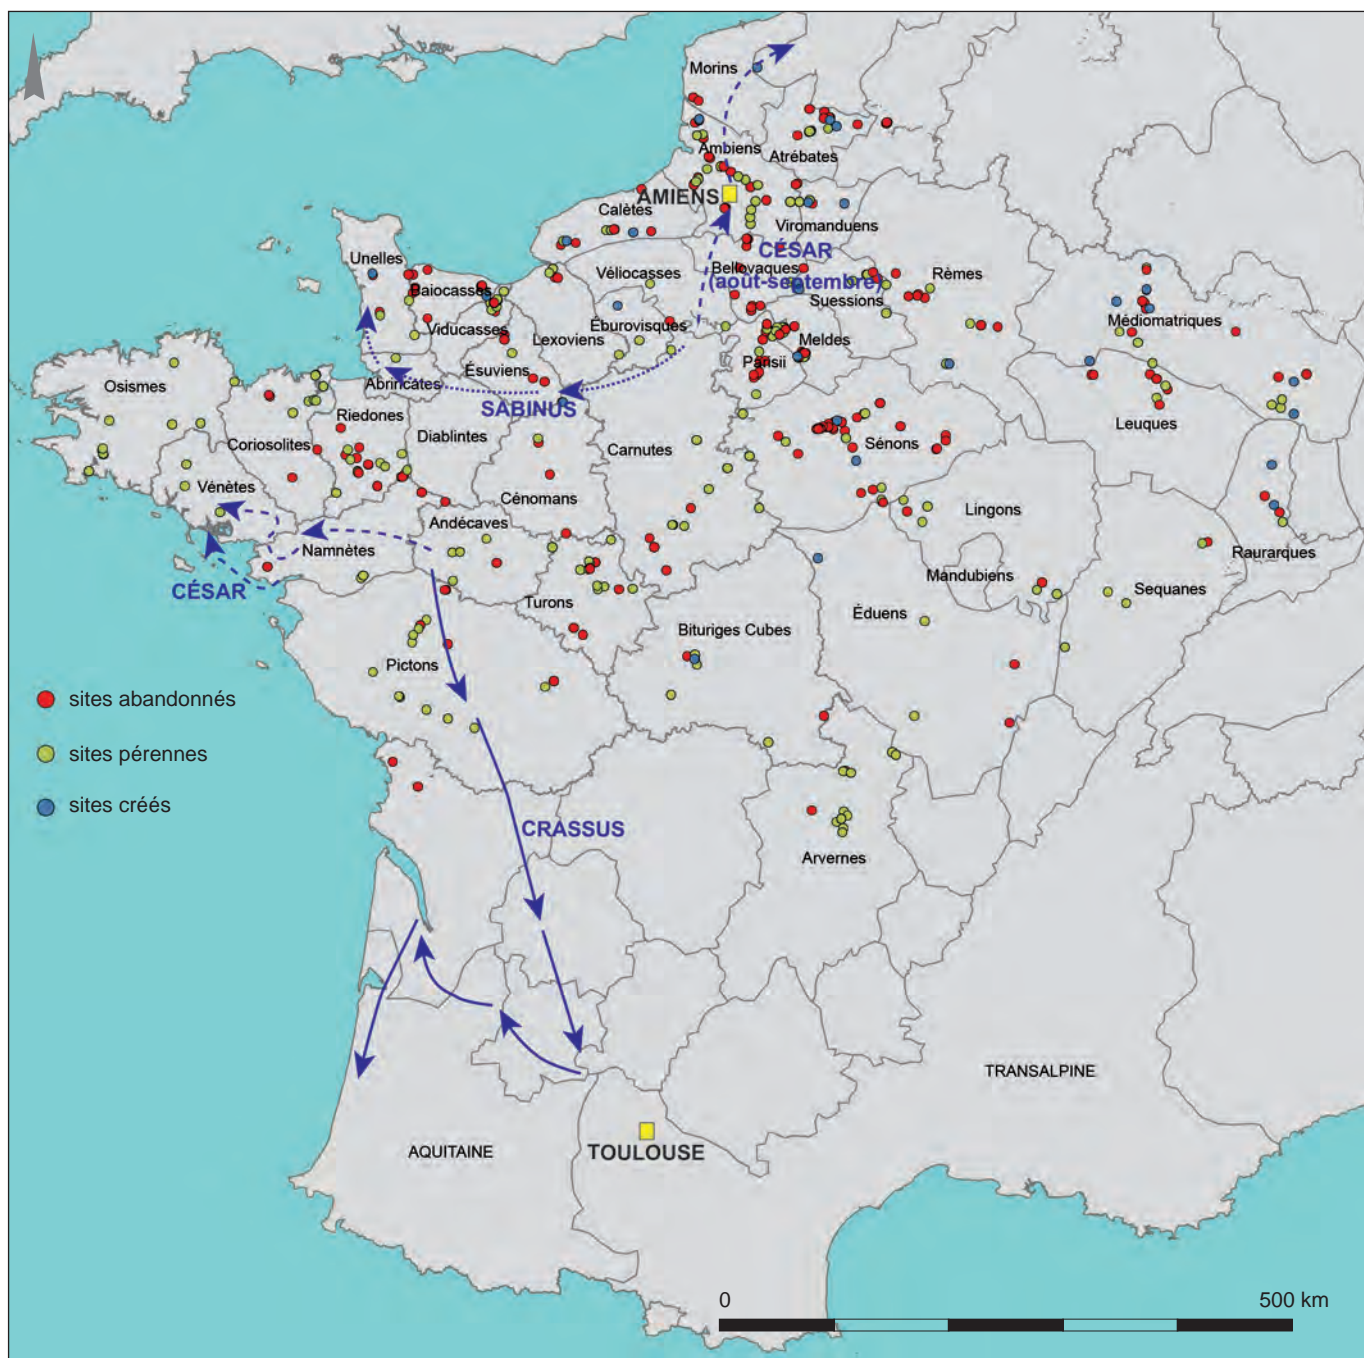 Morins
Ambiens
Atrébates
AMIENS
Calètes
Viromanduens
Unelles
Véliocasses
Bellovaques
CÉSAR
(août-septembre)
Rèmes
Baiocasses
Suessions
Médiomatriques
Viducasses
Lexoviens
Éburovisques
Meldes
Parisii
Osismes
Ésuviens
Abrincates
SABINUS
Leuques
Riedones
Diablintes
Coriosolites
Carnutes
Sénons
Vénètes
Cénomans
Lingons
Andécaves
Namnètes
Raurarques
CÉSAR
Mandubiens
Sequanes
Turons
Éduens
Bituriges Cubes
Pictons
sites abandonnés
sites pérennes
sites créés
CRASSUS
Arvernes
TRANSALPINE
AQUITAINE
TOULOUSE
0
500 km